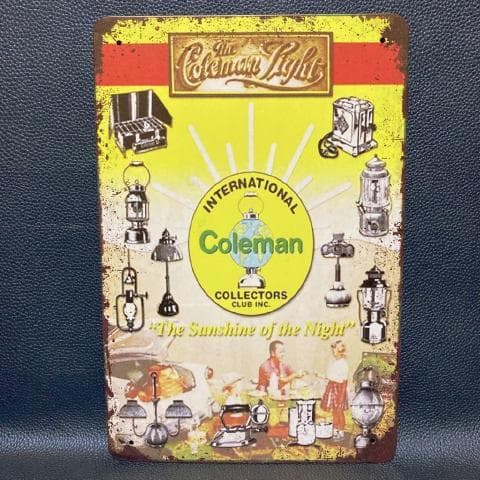 The
Coleman Light
INTERNATIONAL
Coleman
COLLECTORS
CLUB INC.
"The Sunshine of the Night"